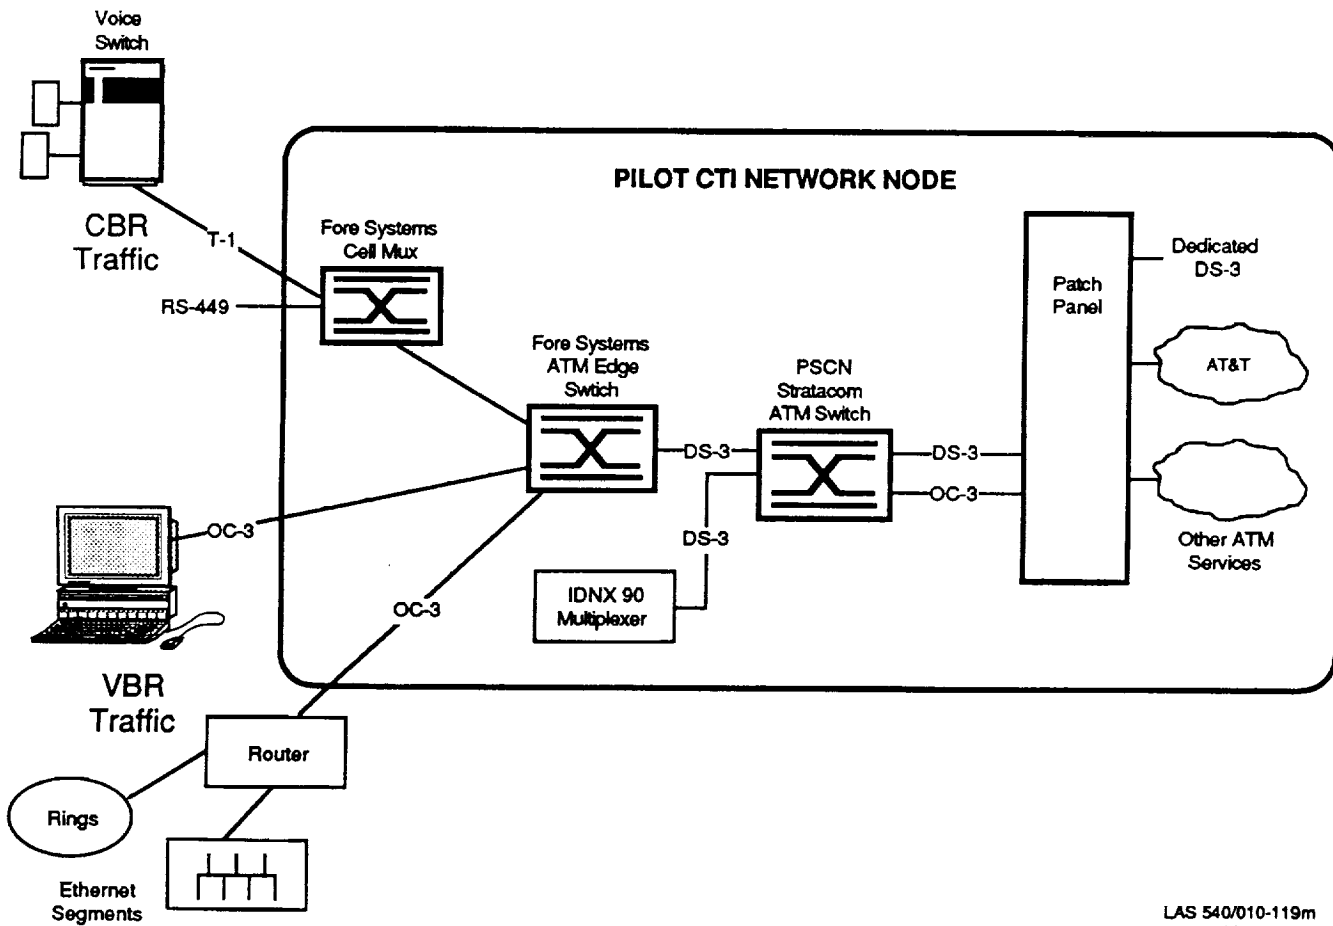 Voice
Switch
PILOT CTI NETWORK NODE
CBR
Traffic
T-1
RS-449
Fore Systems
Cell Mux
Fore Systems
ATM Edge
Swtich
PSCN
Stratacom
ATM Switch
Patch
Panel
Dedicated
DS-3
AT&T
Other ATM
Services
DS-3
DS-3
OC-3
DS-3
OC-3
OC-3
IDNX 90
Multiplexer
VBR
Traffic
Router
Rings
Ethernet
Segments
LAS 540/010-119m